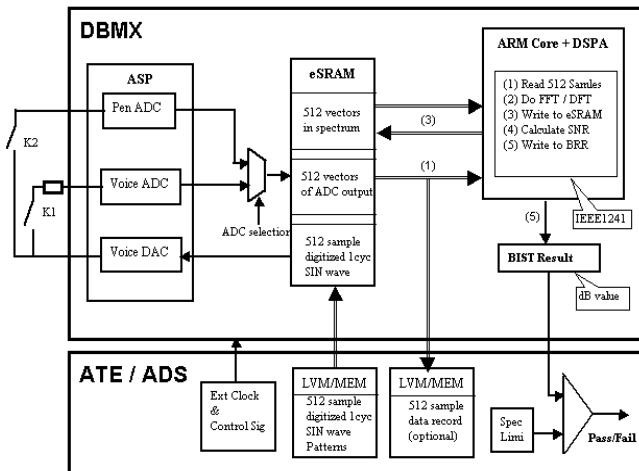 DBMX
ASP
Pen ADC
Voice ADC
Voice DAC
K2
K1
ADC selection
eSRAM
512 vectors
in spectrum
512 vectors
of ADC output
512 sample
digitized 1cyc
SIN wave
(3)
(1)
ARM Core + DSPA
(1) Read 512 Samles
(2) Do FFT / DFT
(3) Write to eSRAM
(4) Calculate SNR
(5) Write to BRR
IEEE1241
(5)
BIST Result
dB value
ATE / ADS
Ext Clock
&
Control Sig
LVM/MEM
512 sample
digitized 1cyc
SIN wave
Patterns
LVM/MEM
512 sample
data record
(optional)
Spec
Limi
Pass/Fail